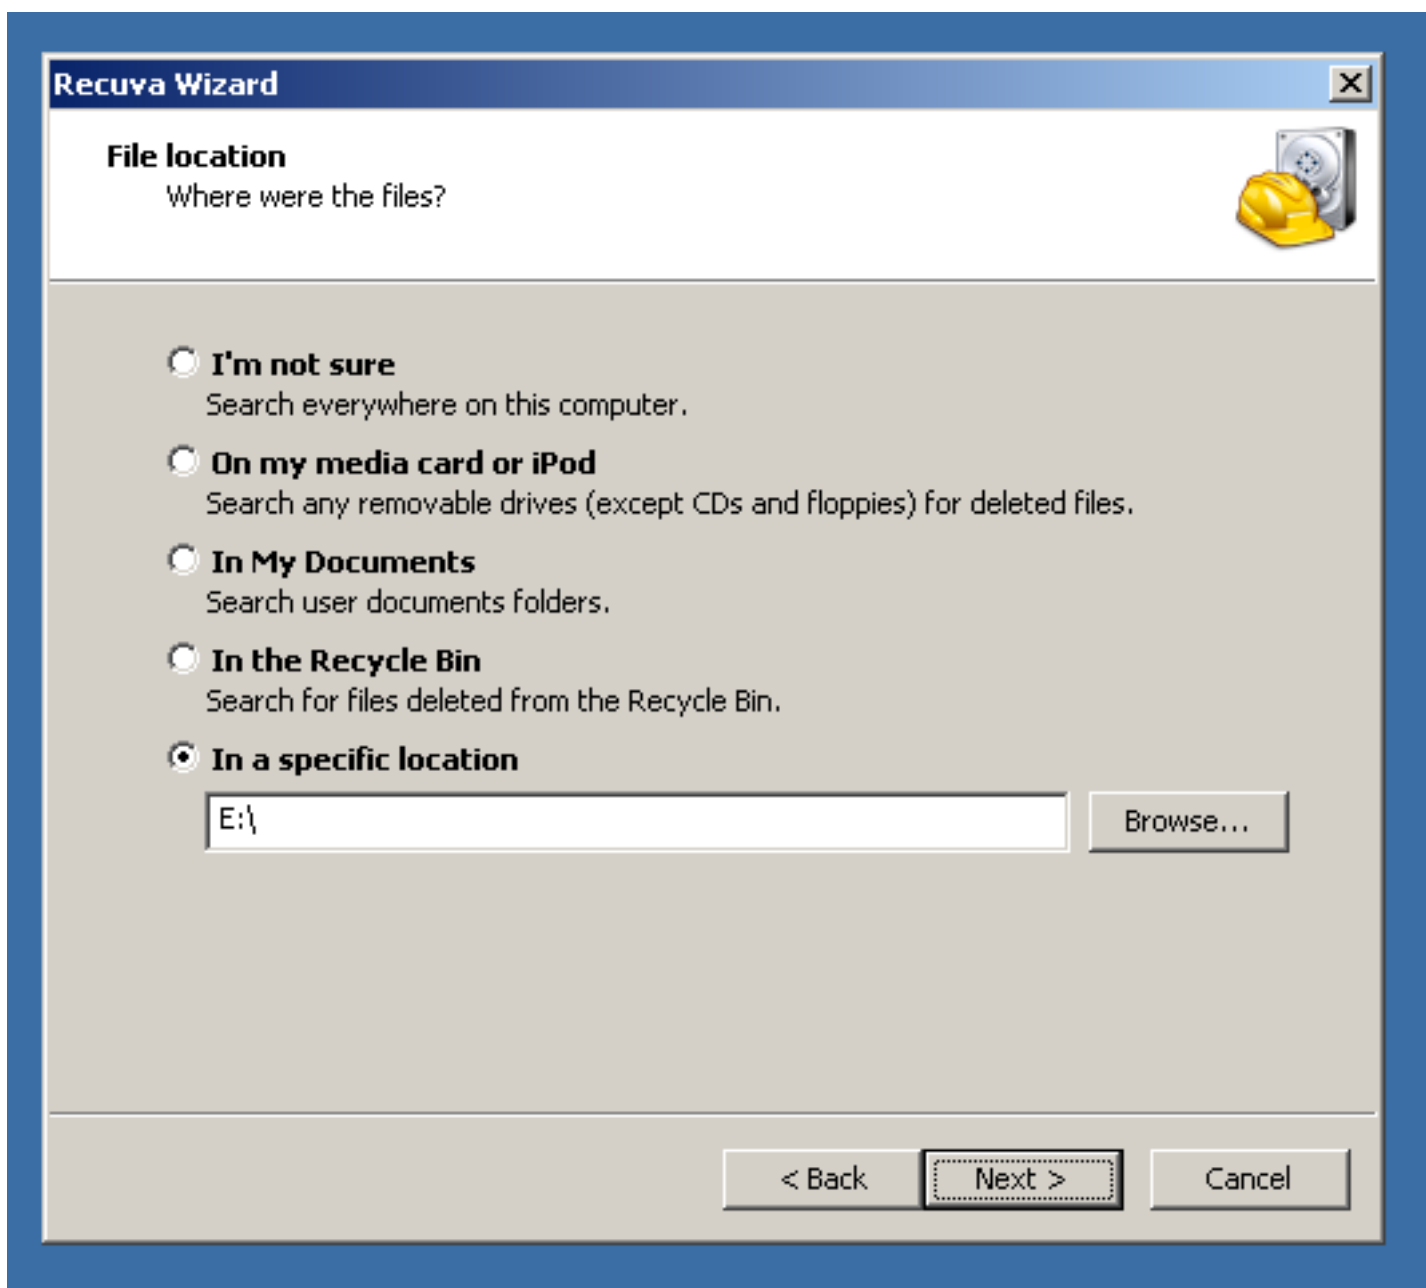 Recuva Wizard
File location
Where were the files?
I'm not sure
Search everywhere on this computer.
On my media card or iPod
Search any removable drives (except CDs and floppies) for deleted files.
In My Documents
Search user documents folders.
In the Recycle Bin
Search for files deleted from the Recycle Bin.
In a specific location
E:\
Browse...
< Back
Next >
Cancel